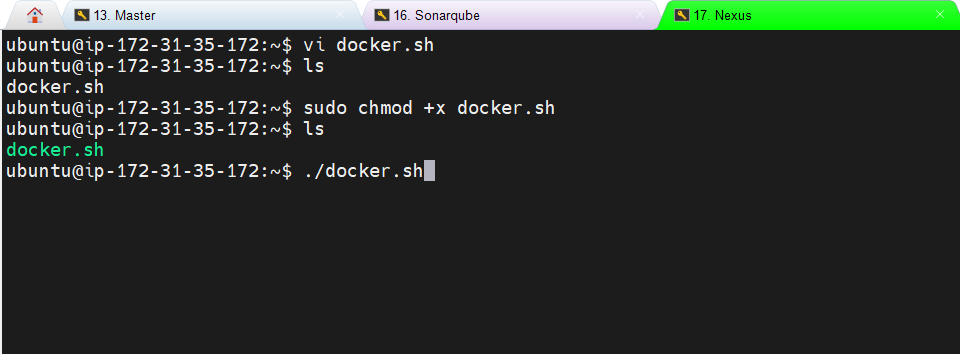 13. Master
16. Sonarqube
17. Nexus
ubuntu@ip-172-31-35-172:~$ vi docker.sh
ubuntu@ip-172-31-35-172:~$ ls
docker.sh
ubuntu@ip-172-31-35-172:~$ sudo chmod +x docker.sh
ubuntu@ip-172-31-35-172:~$ ls
docker.sh
ubuntu@ip-172-31-35-172:~$ ./docker.sh